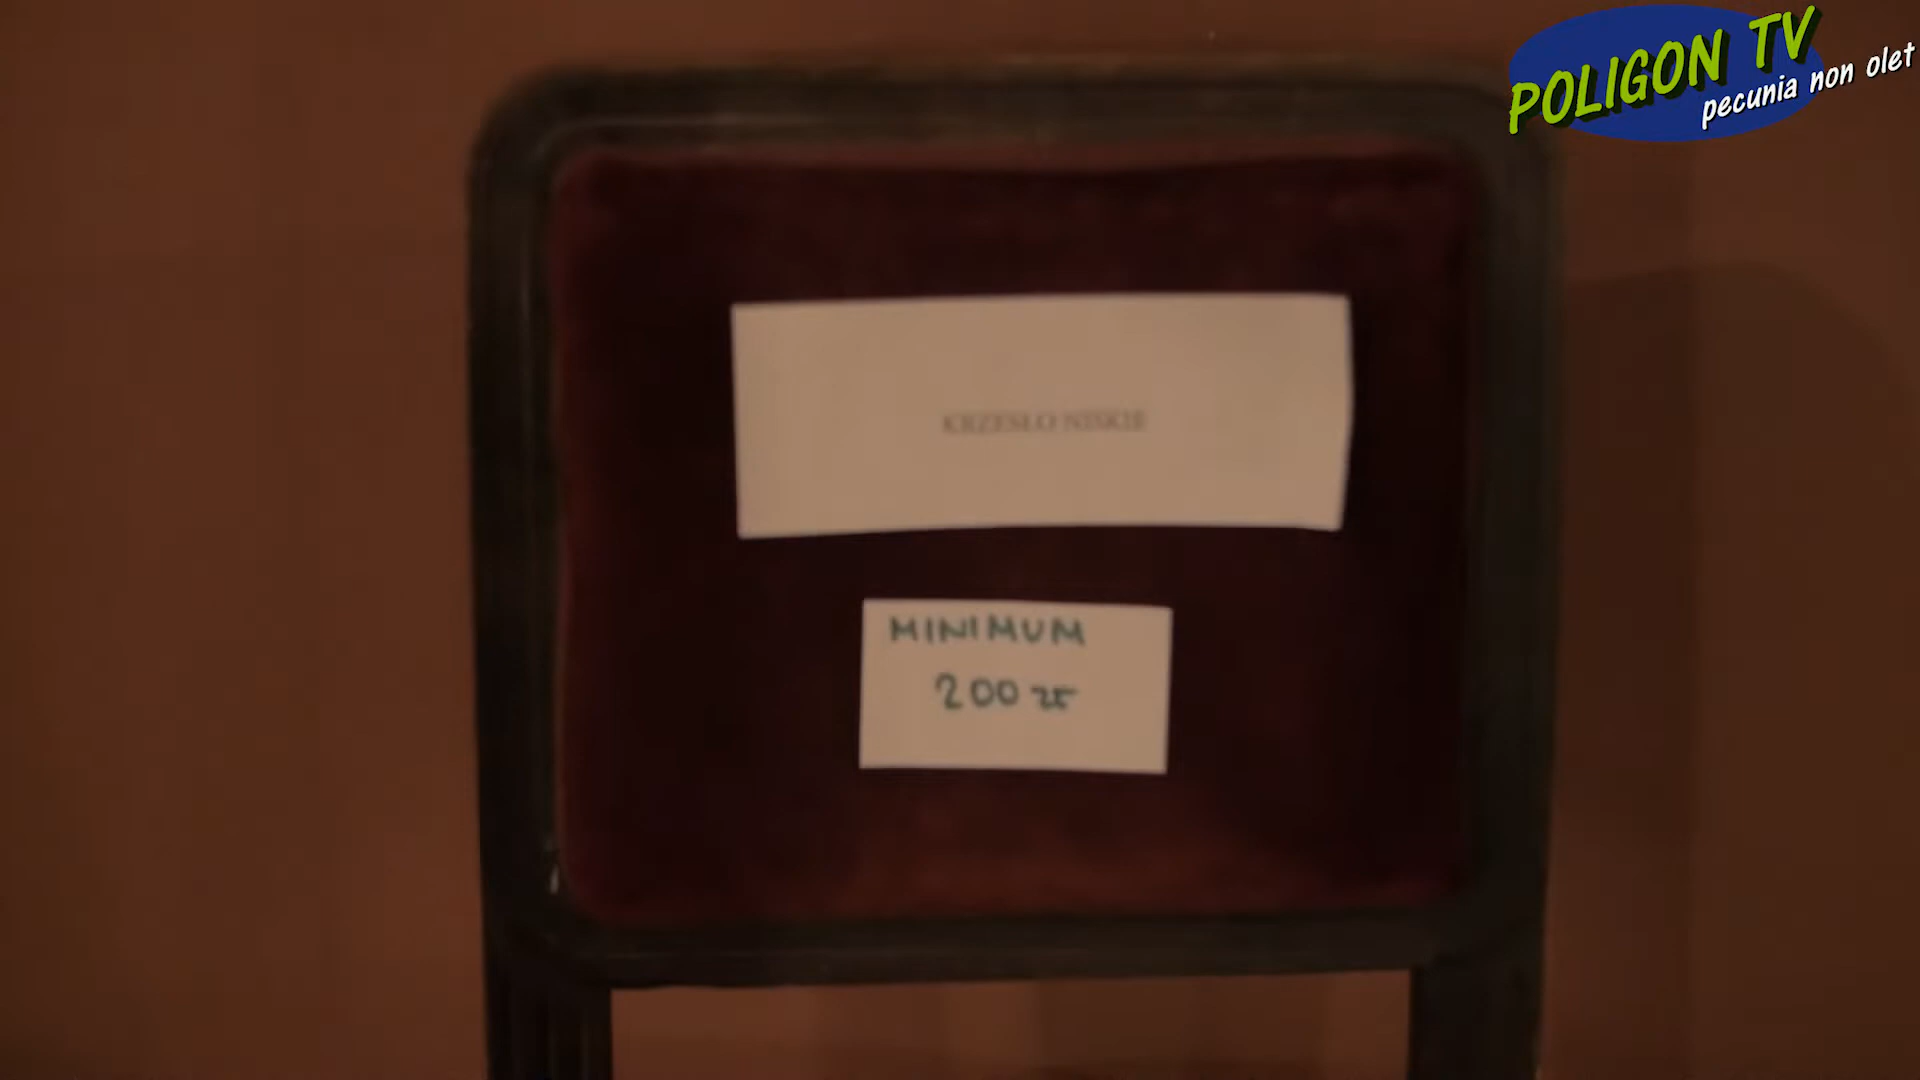 POLIGON TV
pecunia non olet
KRZESŁO NISKIE
MINIMUM
200 zł